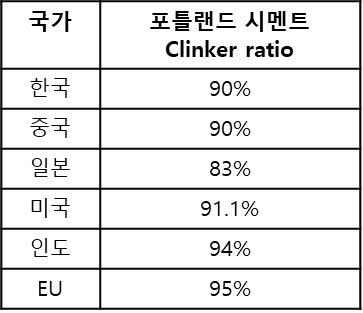 국가 포틀랜드 시멘트
Clinker ratio
한국 90%
중국 90%
일본 83%
미국 91.1%
인도 94%
EU 95%